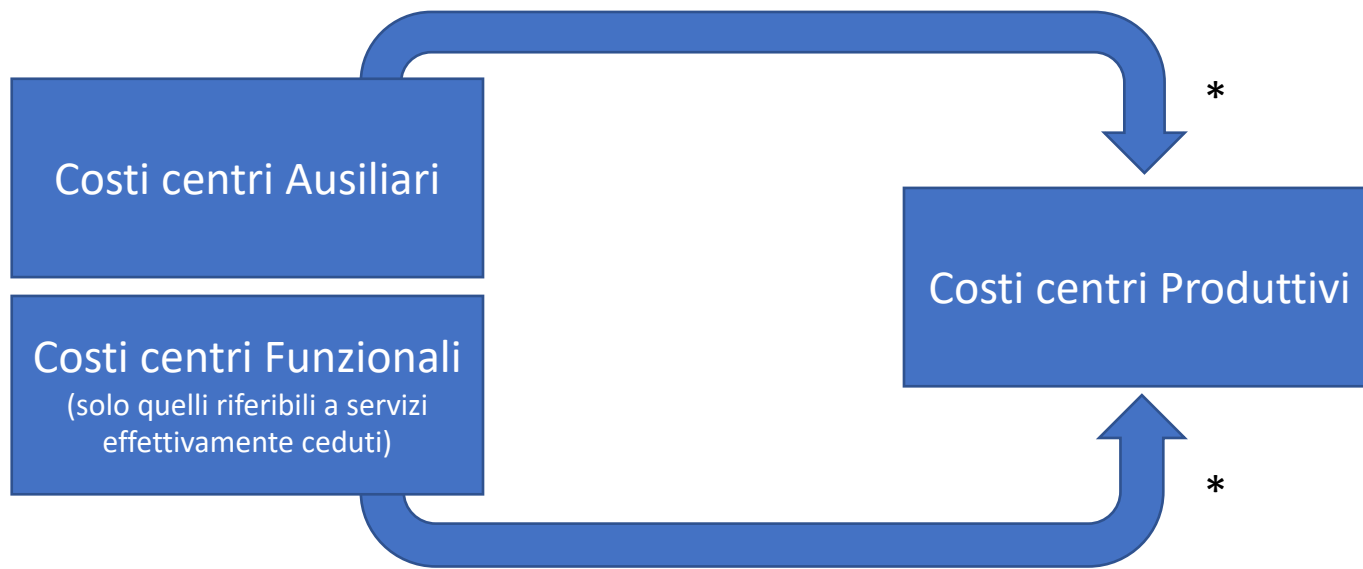 *
Costi centri Ausiliari
Costi centri Produttivi
Costi centri Funzionali
(solo quelli riferibili a servizi
effettivamente ceduti)
*